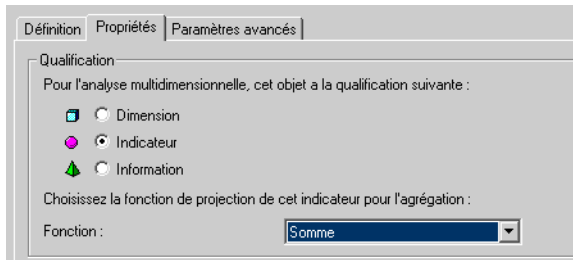 Définition Propriétés Paramètres avancés
Qualification
Pour l'analyse multidimensionnelle, cet objet a la qualification suivante :
Dimension
Indicateur
Information
Choisissez la fonction de projection de cet indicateur pour l'agrégation :
Fonction : Somme